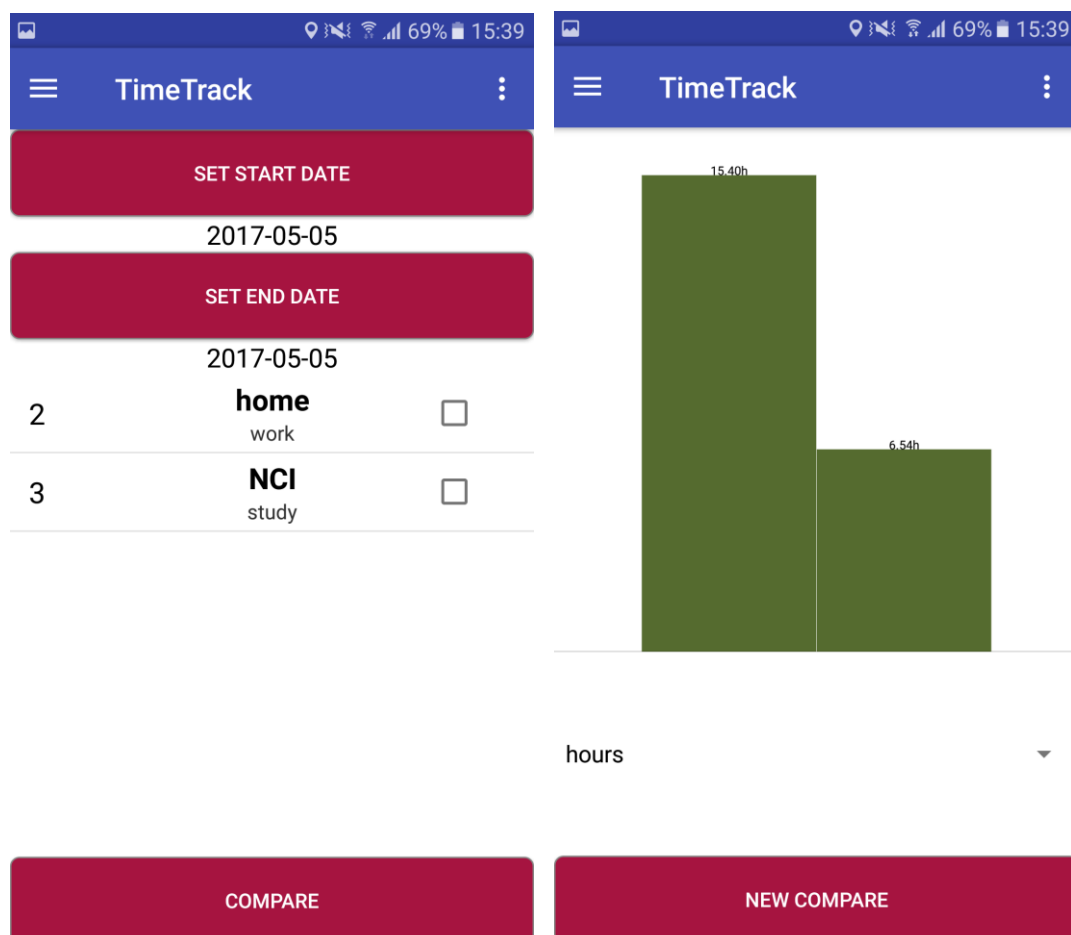 69% 15:39
TimeTrack
SET START DATE
2017-05-05
SET END DATE
2017-05-05
2 home
work
3 NCI
study
COMPARE
69% 15:39
TimeTrack
15.40h
6.54h
hours
NEW COMPARE